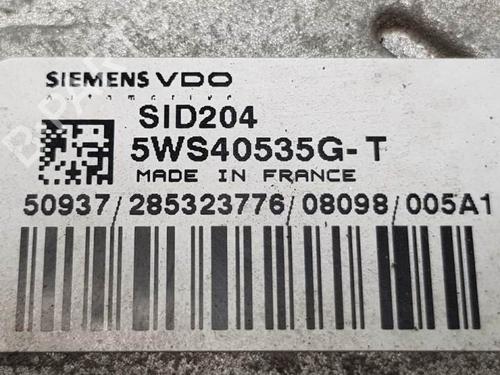 SIEMENS VDO
Automotive
SID204
5WS40535G-T
MADE IN FRANCE
50937/285323776/08098/005A1